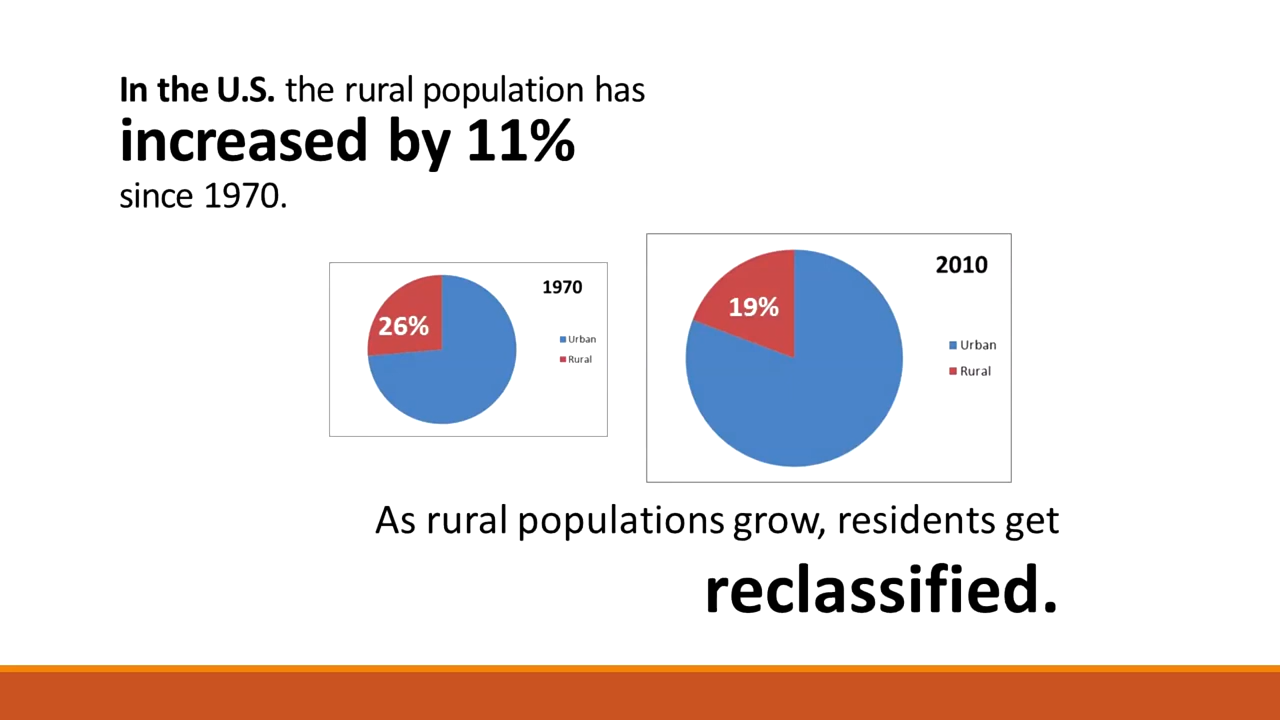 In the U.S. the rural population has
increased by 11%
since 1970.
1970
26%
Urban
Rural
2010
19%
Urban
Rural
As rural populations grow, residents get
reclassified.